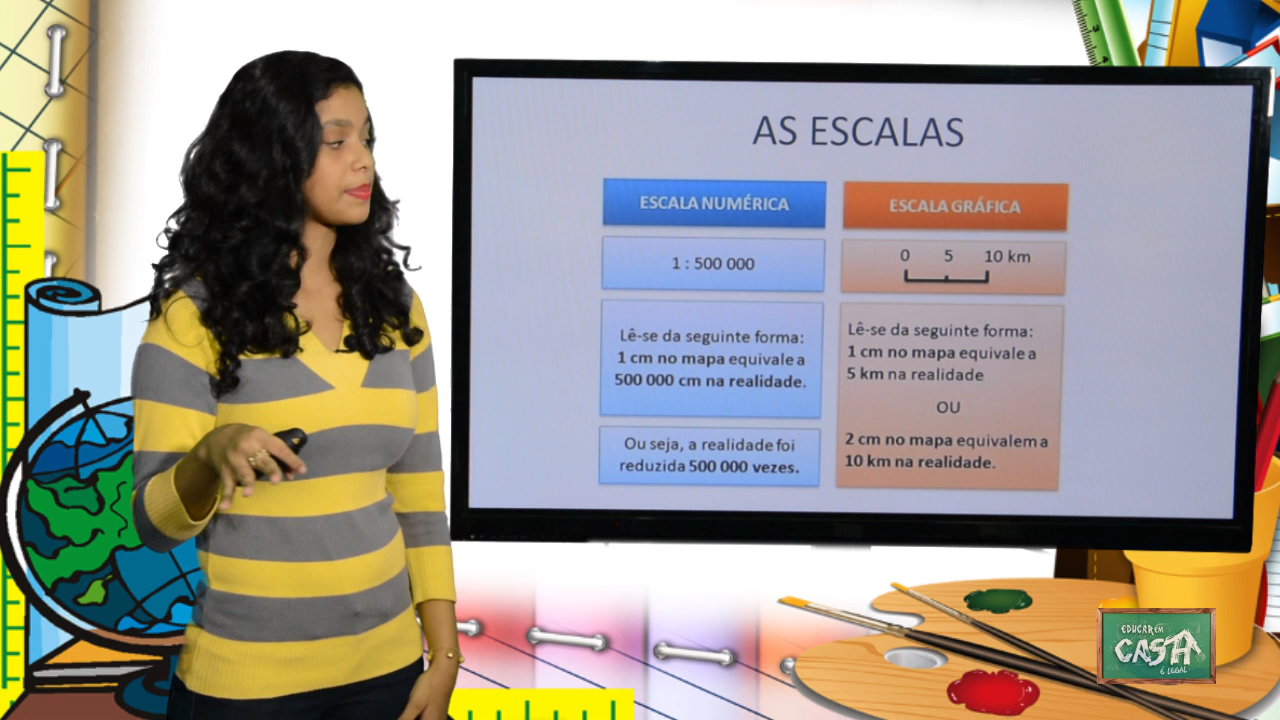 AS ESCALAS
ESCALA NUMÉRICA
1 : 500 000
Lê-se da seguinte forma:
1 cm no mapa equivale a
500 000 cm na realidade.
Ou seja, a realidade foi
reduzida 500 000 vezes.
ESCALA GRÁFICA
0 5 10 km
Lê-se da seguinte forma:
1 cm no mapa equivale a
5 km na realidade
OU
2 cm no mapa equivalem a
10 km na realidade.
EDUCAR EM
CASA
É LEGAL